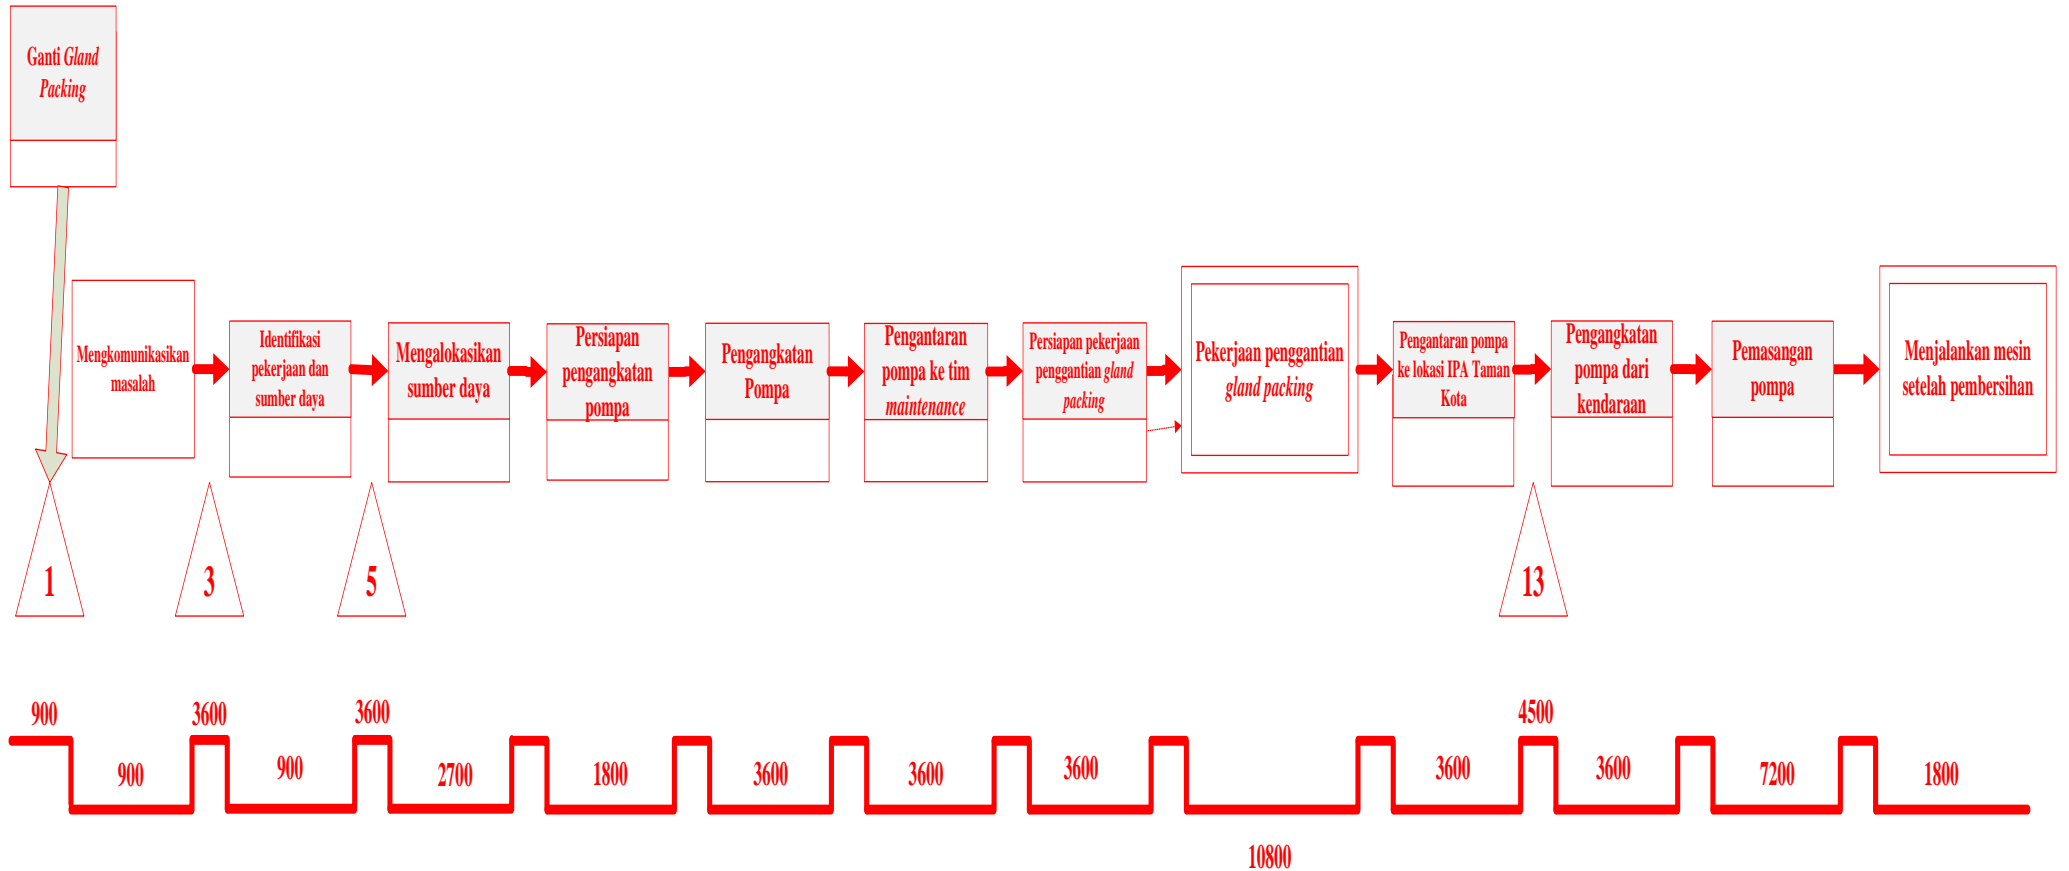 Ganti Gland
Packing
Mengkomunikasikan
masalah
Identifikasi
pekerjaan dan
sumber daya
Mengalokasikan
sumber daya
Persiapan
pengangkatan
pompa
Pengangkatan
Pompa
Pengantaran
pompa ke tim
maintenance
Persiapan pekerjaan
penggantian gland
packing
Pekerjaan penggantian
gland packing
Pengantaran pompa
ke lokasi IPA Taman
Kota
Pengangkatan
pompa dari
kendaraan
Pemasangan
pompa
Menjalankan mesin
setelah pembersihan
1
3
5
13
900
3600
3600
4500
900
900
2700
1800
3600
3600
3600
3600
3600
7200
1800
10800